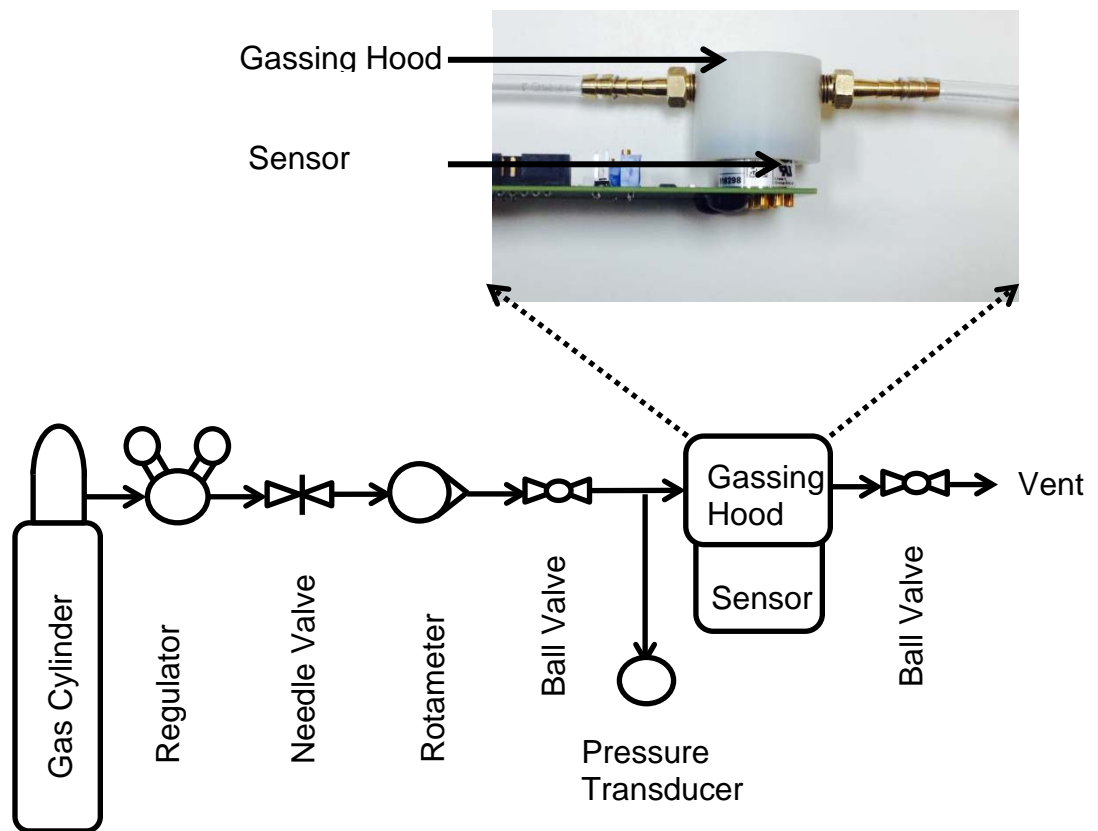 Gassing Hood
Sensor
Gassing
Hood
Vent
Sensor
Gas Cylinder
Regulator
Needle Valve
Rotameter
Ball Valve
Ball Valve
Pressure
Transducer